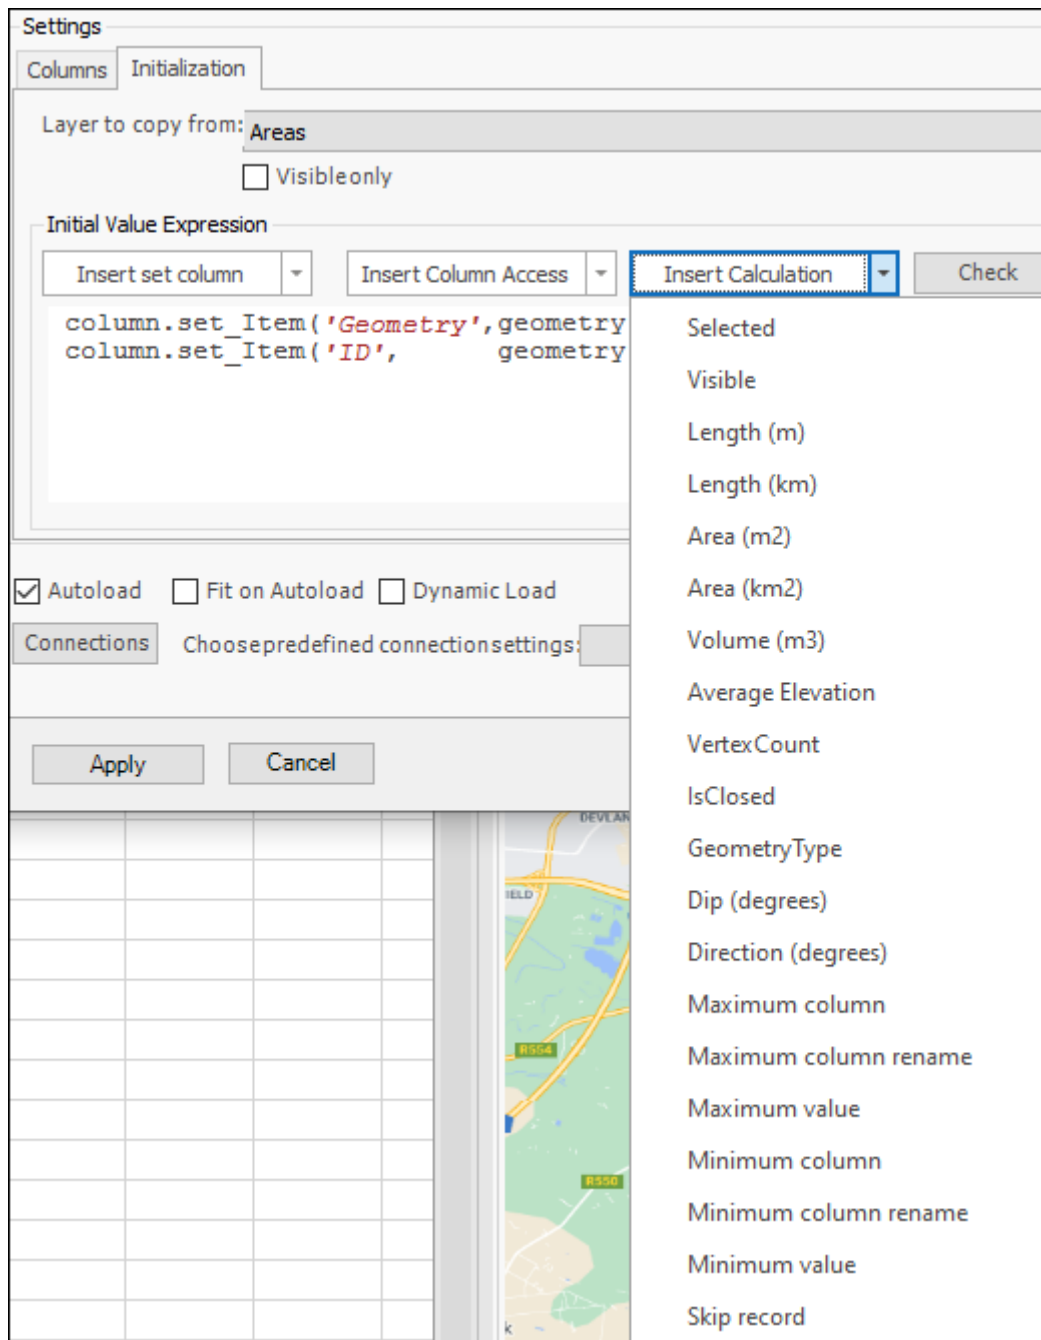 Settings
Columns Initialization
Layer to copy from: Areas
Visible only
Initial Value Expression
Insert set column Insert Column Access Insert Calculation Check
column.set_Item('Geometry',geometry
column.set_Item('ID', geometry
Selected
Visible
Length (m)
Length (km)
Area (m2)
Area (km2)
Volume (m3)
Average Elevation
VertexCount
IsClosed
GeometryType
Dip (degrees)
Direction (degrees)
Maximum column
Maximum column rename
Maximum value
Minimum column
Minimum column rename
Minimum value
Skip record
Autoload Fit on Autoload Dynamic Load
Connections Choose predefined connection settings:
Apply Cancel
DEVLAN
IELD
R554
R550
k